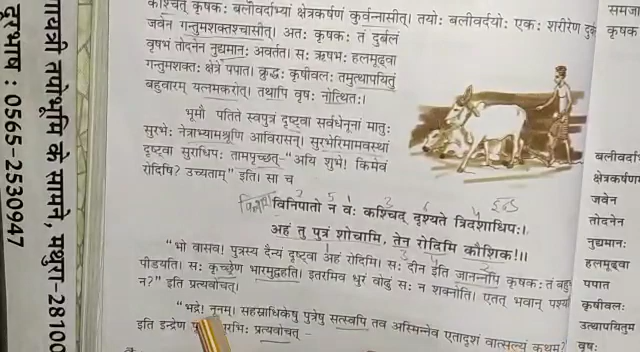 कश्चित् कृषकः बलीवर्दाभ्यां क्षेत्रकर्षणं कुर्वन्नासीत्। तयोः बलीवर्दयोः एकः शरीरेण
जवेन गन्तुमशक्तश्चासीत्। अतः कृषकः तं दुर्बलं
वृषभं तोदनेन नुद्यमानः अवर्तत। सः ऋषभः हलमूढ्वा
गन्तुमशक्तः क्षेत्रे पपात। क्रुद्धः कृषीवलः तमुत्थापयितुं
बहुवारम् यत्नमकरोत्। तथापि वृषः नोत्थितः।
भूमौ पतिते स्वपुत्रं दृष्ट्वा सर्वधेनूनां मातुः
सुरभेः नेत्राभ्यामश्रूणि आविरासन्। सुरभेरिमामवस्थां
दृष्ट्वा सुराधिपः तामपृच्छत्-"अयि शुभे! किमेवं
रोदिषि? उच्यताम्" इति। सा च
विनिपातो न वः कश्चिद् दृश्यते त्रिदशाधिपः।
अहं तु पुत्रं शोचामि, तेन रोदिमि कौशिक!॥
"भो वासव! पुत्रस्य दैन्यं दृष्ट्वा अहं रोदिमि। सः दीन इति जानन्नपि कृषकः तं
पीडयति। सः कृच्छ्रेण भारमुद्वहति। इतरमिव धुरं वोढुं सः न शक्नोति। एतत् भवान्
न?" इति प्रत्यवोचत्।
"भद्रे! नूनम्। सहस्राधिकेषु पुत्रेषु सत्स्वपि तव अस्मिन्नेव एतादृशं वात्सल्यं कथम्?
इति इन्द्रेण प्रत्यवोचत् –
समजा
कृषक
बलीवर्दा
क्षेत्रकर्षण
जवेन
तोदनेन
नुद्यमानः
हलमूढ्वा
पपात
कृषीवलः
उत्थापयितुम
वृषः
गायत्री तपोभूमि के सामने, मथुरा-28100
दूरभाष : 0565-2530947